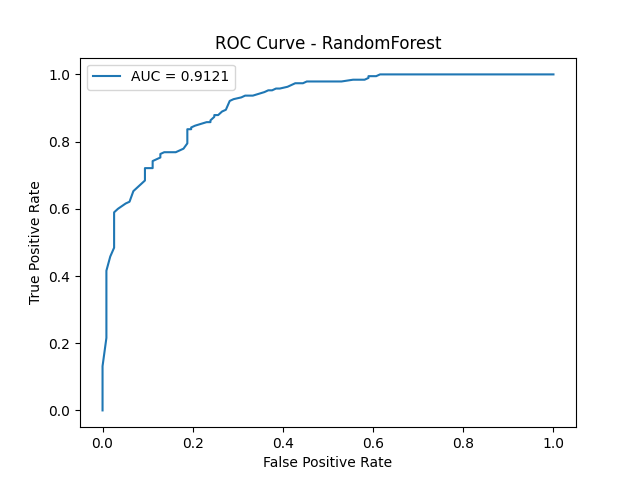 ROC Curve - RandomForest
AUC = 0.9121
True Positive Rate
1.0
0.8
0.6
0.4
0.2
0.0
0.0 0.2 0.4 0.6 0.8 1.0
False Positive Rate